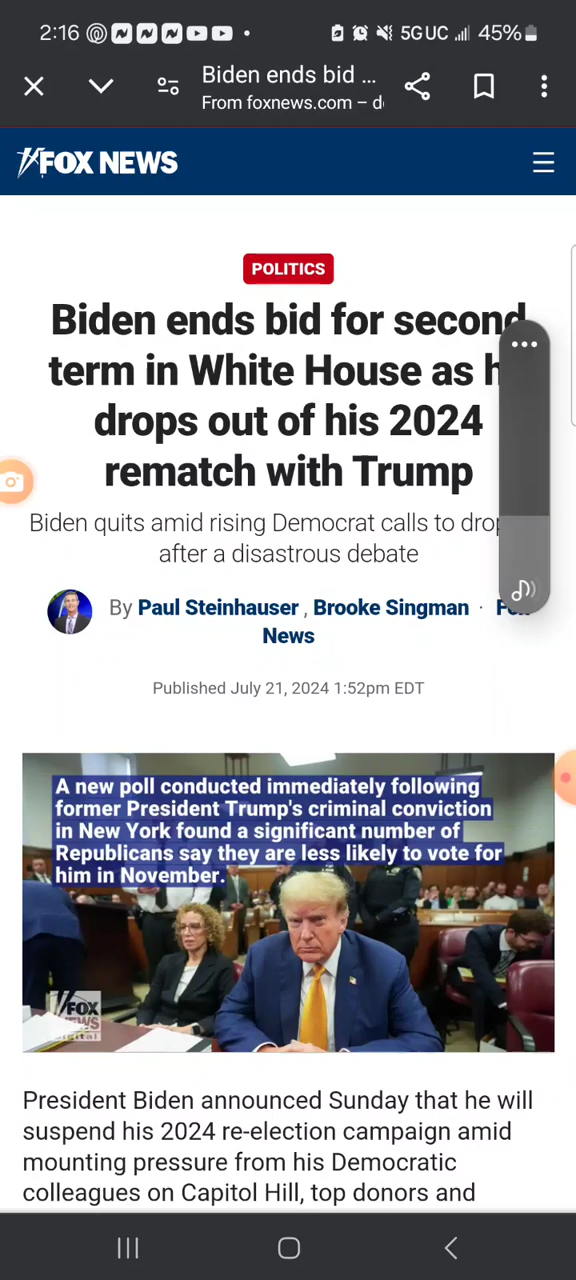 2:16
5G UC
45%
Biden ends bid ...
From foxnews.com – d
FOX NEWS
POLITICS
Biden ends bid for second
term in White House as h
drops out of his 2024
rematch with Trump
Biden quits amid rising Democrat calls to drop
after a disastrous debate
By Paul Steinhauser , Brooke Singman · Fox
News
Published July 21, 2024 1:52pm EDT
A new poll conducted immediately following
former President Trump's criminal conviction
in New York found a significant number of
Republicans say they are less likely to vote for
him in November.
FOX
NEWS
digital
President Biden announced Sunday that he will
suspend his 2024 re-election campaign amid
mounting pressure from his Democratic
colleagues on Capitol Hill, top donors and